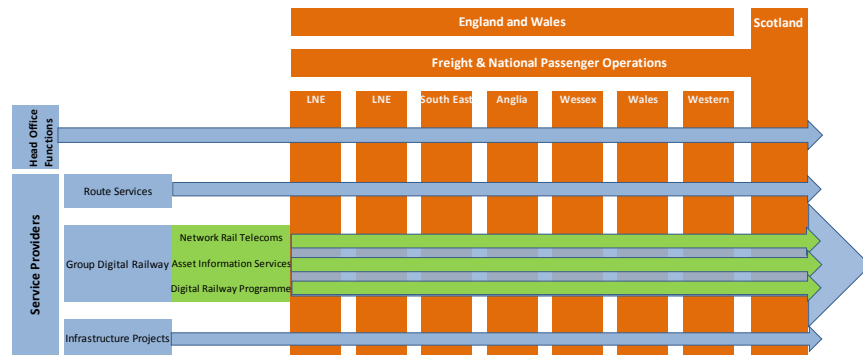 England and Wales
Scotland
Freight & National Passenger Operations
LNE
LNE
South East
Anglia
Wessex
Wales
Western
Head Office
Functions
Service Providers
Route Services
Group Digital Railway
Network Rail Telecoms
Asset Information Services
Digital Railway Programme
Infrastructure Projects